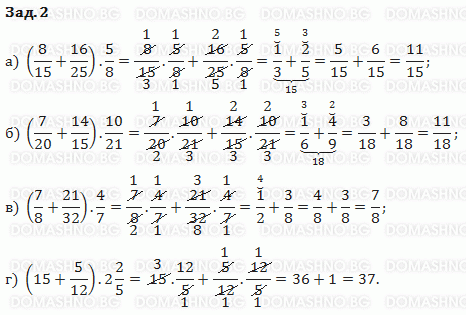 Зад.2
а) (8/15 + 16/25) . 5/8 = 8/15 . 5/8 + 16/25 . 5/8 = 1/3 + 2/5 = 5/15 + 6/15 = 11/15;
б) (7/20 + 14/15) . 10/21 = 7/20 . 10/21 + 14/15 . 10/21 = 1/6 + 4/9 = 3/18 + 8/18 = 11/18;
в) (7/8 + 21/32) . 4/7 = 7/8 . 4/7 + 21/32 . 4/7 = 1/2 + 3/8 = 4/8 + 3/8 = 7/8;
г) (15 + 5/12) . 2 2/5 = 15 . 12/5 + 5/12 . 12/5 = 36 + 1 = 37.